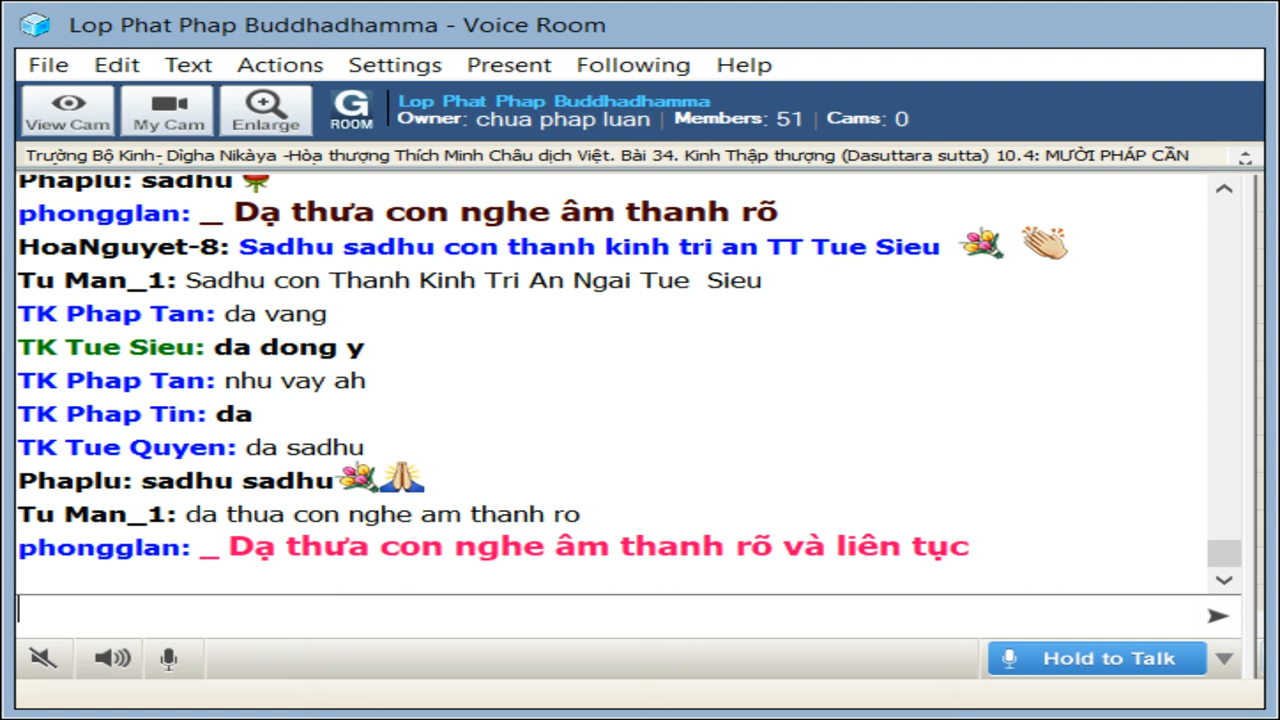 Lop Phat Phap Buddhadhamma - Voice Room
File Edit Text Actions Settings Present Following Help
View Cam My Cam Enlarge G ROOM
Lop Phat Phap Buddhadhamma
Owner: chua phap luan | Members: 51 | Cams: 0
Trường Bộ Kinh- Dìgha Nikàya -Hòạ thượng Thích Minh Châu dịch Việt. Bài 34. Kinh Thập thượng (Dasuttara sutta) 10.4: MƯỜI PHÁP CẦN
Phaplu: sadhu
phongglan: _ Dạ thưa con nghe âm thanh rõ
HoaNguyet-8: Sadhu sadhu con thanh kinh tri an TT Tue Sieu
Tu Man_1: Sadhu con Thanh Kinh Tri An Ngai Tue Sieu
TK Phap Tan: da vang
TK Tue Sieu: da dong y
TK Phap Tan: nhu vay ah
TK Phap Tin: da
TK Tue Quyen: da sadhu
Phaplu: sadhu sadhu
Tu Man_1: da thua con nghe am thanh ro
phongglan: _ Dạ thưa con nghe âm thanh rõ và liên tục
Hold to Talk